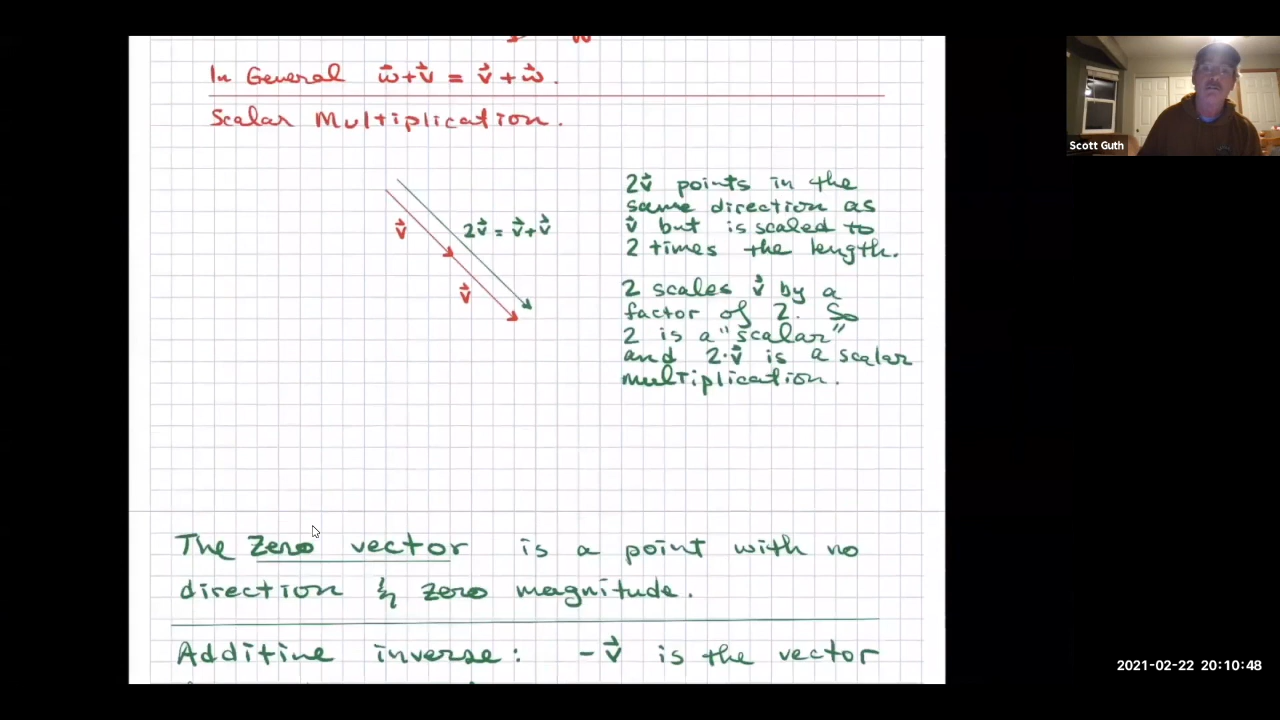 In General w⃗+v⃗ = v⃗+w⃗.
Scalar Multiplication.
v⃗
2v⃗ = v⃗+v⃗
v⃗
2v⃗ points in the
same direction as
v⃗ but is scaled to
2 times the length.
2 scales v⃗ by a
factor of 2. So
2 is a "scalar"
and 2·v⃗ is a scalar
multiplication.
The zero vector is a point with no
direction & zero magnitude.
Additive inverse: -v⃗ is the vector
Scott Guth
2021-02-22 20:10:48